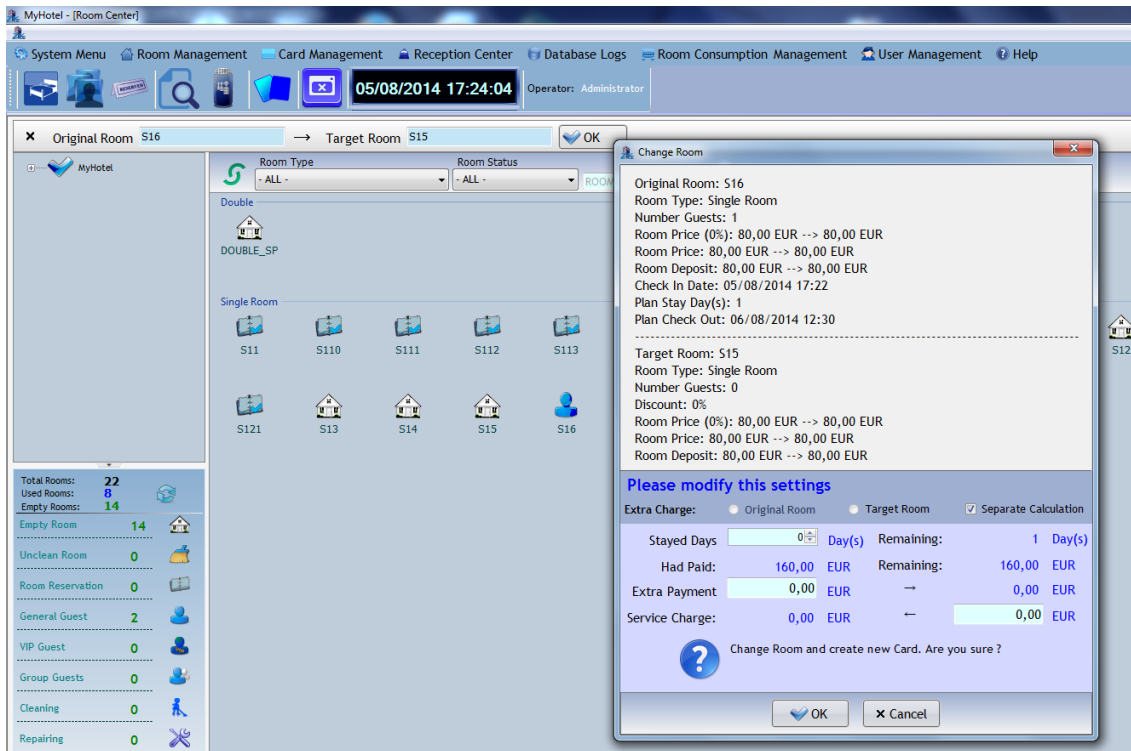 MyHotel - [Room Center]
System Menu Room Management Card Management Reception Center Database Logs Room Consumption Management User Management Help
RESERVED
05/08/2014 17:24:04 Operator: Administrator
× Original Room S16 → Target Room S15 OK
MyHotel
Room Type Room Status
- ALL - - ALL - ROOM
Double
DOUBLE_SP
Single Room
S11 S110 S111 S112 S113 S12
S121 S13 S14 S15 S16
Total Rooms: 22
Used Rooms: 8
Empty Rooms: 14
Empty Room 14
Unclean Room 0
Room Reservation 0
General Guest 2
VIP Guest 0
Group Guests 0
Cleaning 0
Repairing 0
Change Room
Original Room: S16
Room Type: Single Room
Number Guests: 1
Room Price (0%): 80,00 EUR --> 80,00 EUR
Room Price: 80,00 EUR --> 80,00 EUR
Room Deposit: 80,00 EUR --> 80,00 EUR
Check In Date: 05/08/2014 17:22
Plan Stay Day(s): 1
Plan Check Out: 06/08/2014 12:30
Target Room: S15
Room Type: Single Room
Number Guests: 0
Discount: 0%
Room Price (0%): 80,00 EUR --> 80,00 EUR
Room Price: 80,00 EUR --> 80,00 EUR
Room Deposit: 80,00 EUR --> 80,00 EUR
Please modify this settings
Extra Charge: Original Room Target Room Separate Calculation
Stayed Days 0 Day(s) Remaining: 1 Day(s)
Had Paid: 160,00 EUR Remaining: 160,00 EUR
Extra Payment 0,00 EUR → 0,00 EUR
Service Charge: 0,00 EUR ← 0,00 EUR
Change Room and create new Card. Are you sure ?
OK × Cancel